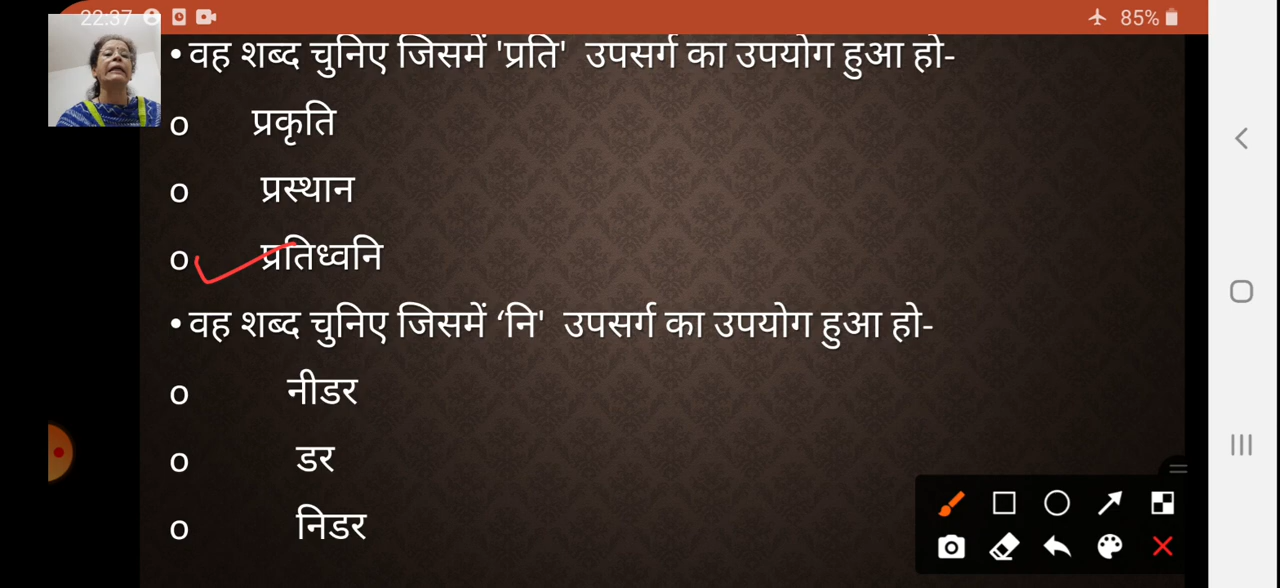 22:37 85%
• वह शब्द चुनिए जिसमें 'प्रति' उपसर्ग का उपयोग हुआ हो-
o प्रकृति
o प्रस्थान
o प्रतिध्वनि
• वह शब्द चुनिए जिसमें ‘नि' उपसर्ग का उपयोग हुआ हो-
o नीडर
o डर
o निडर